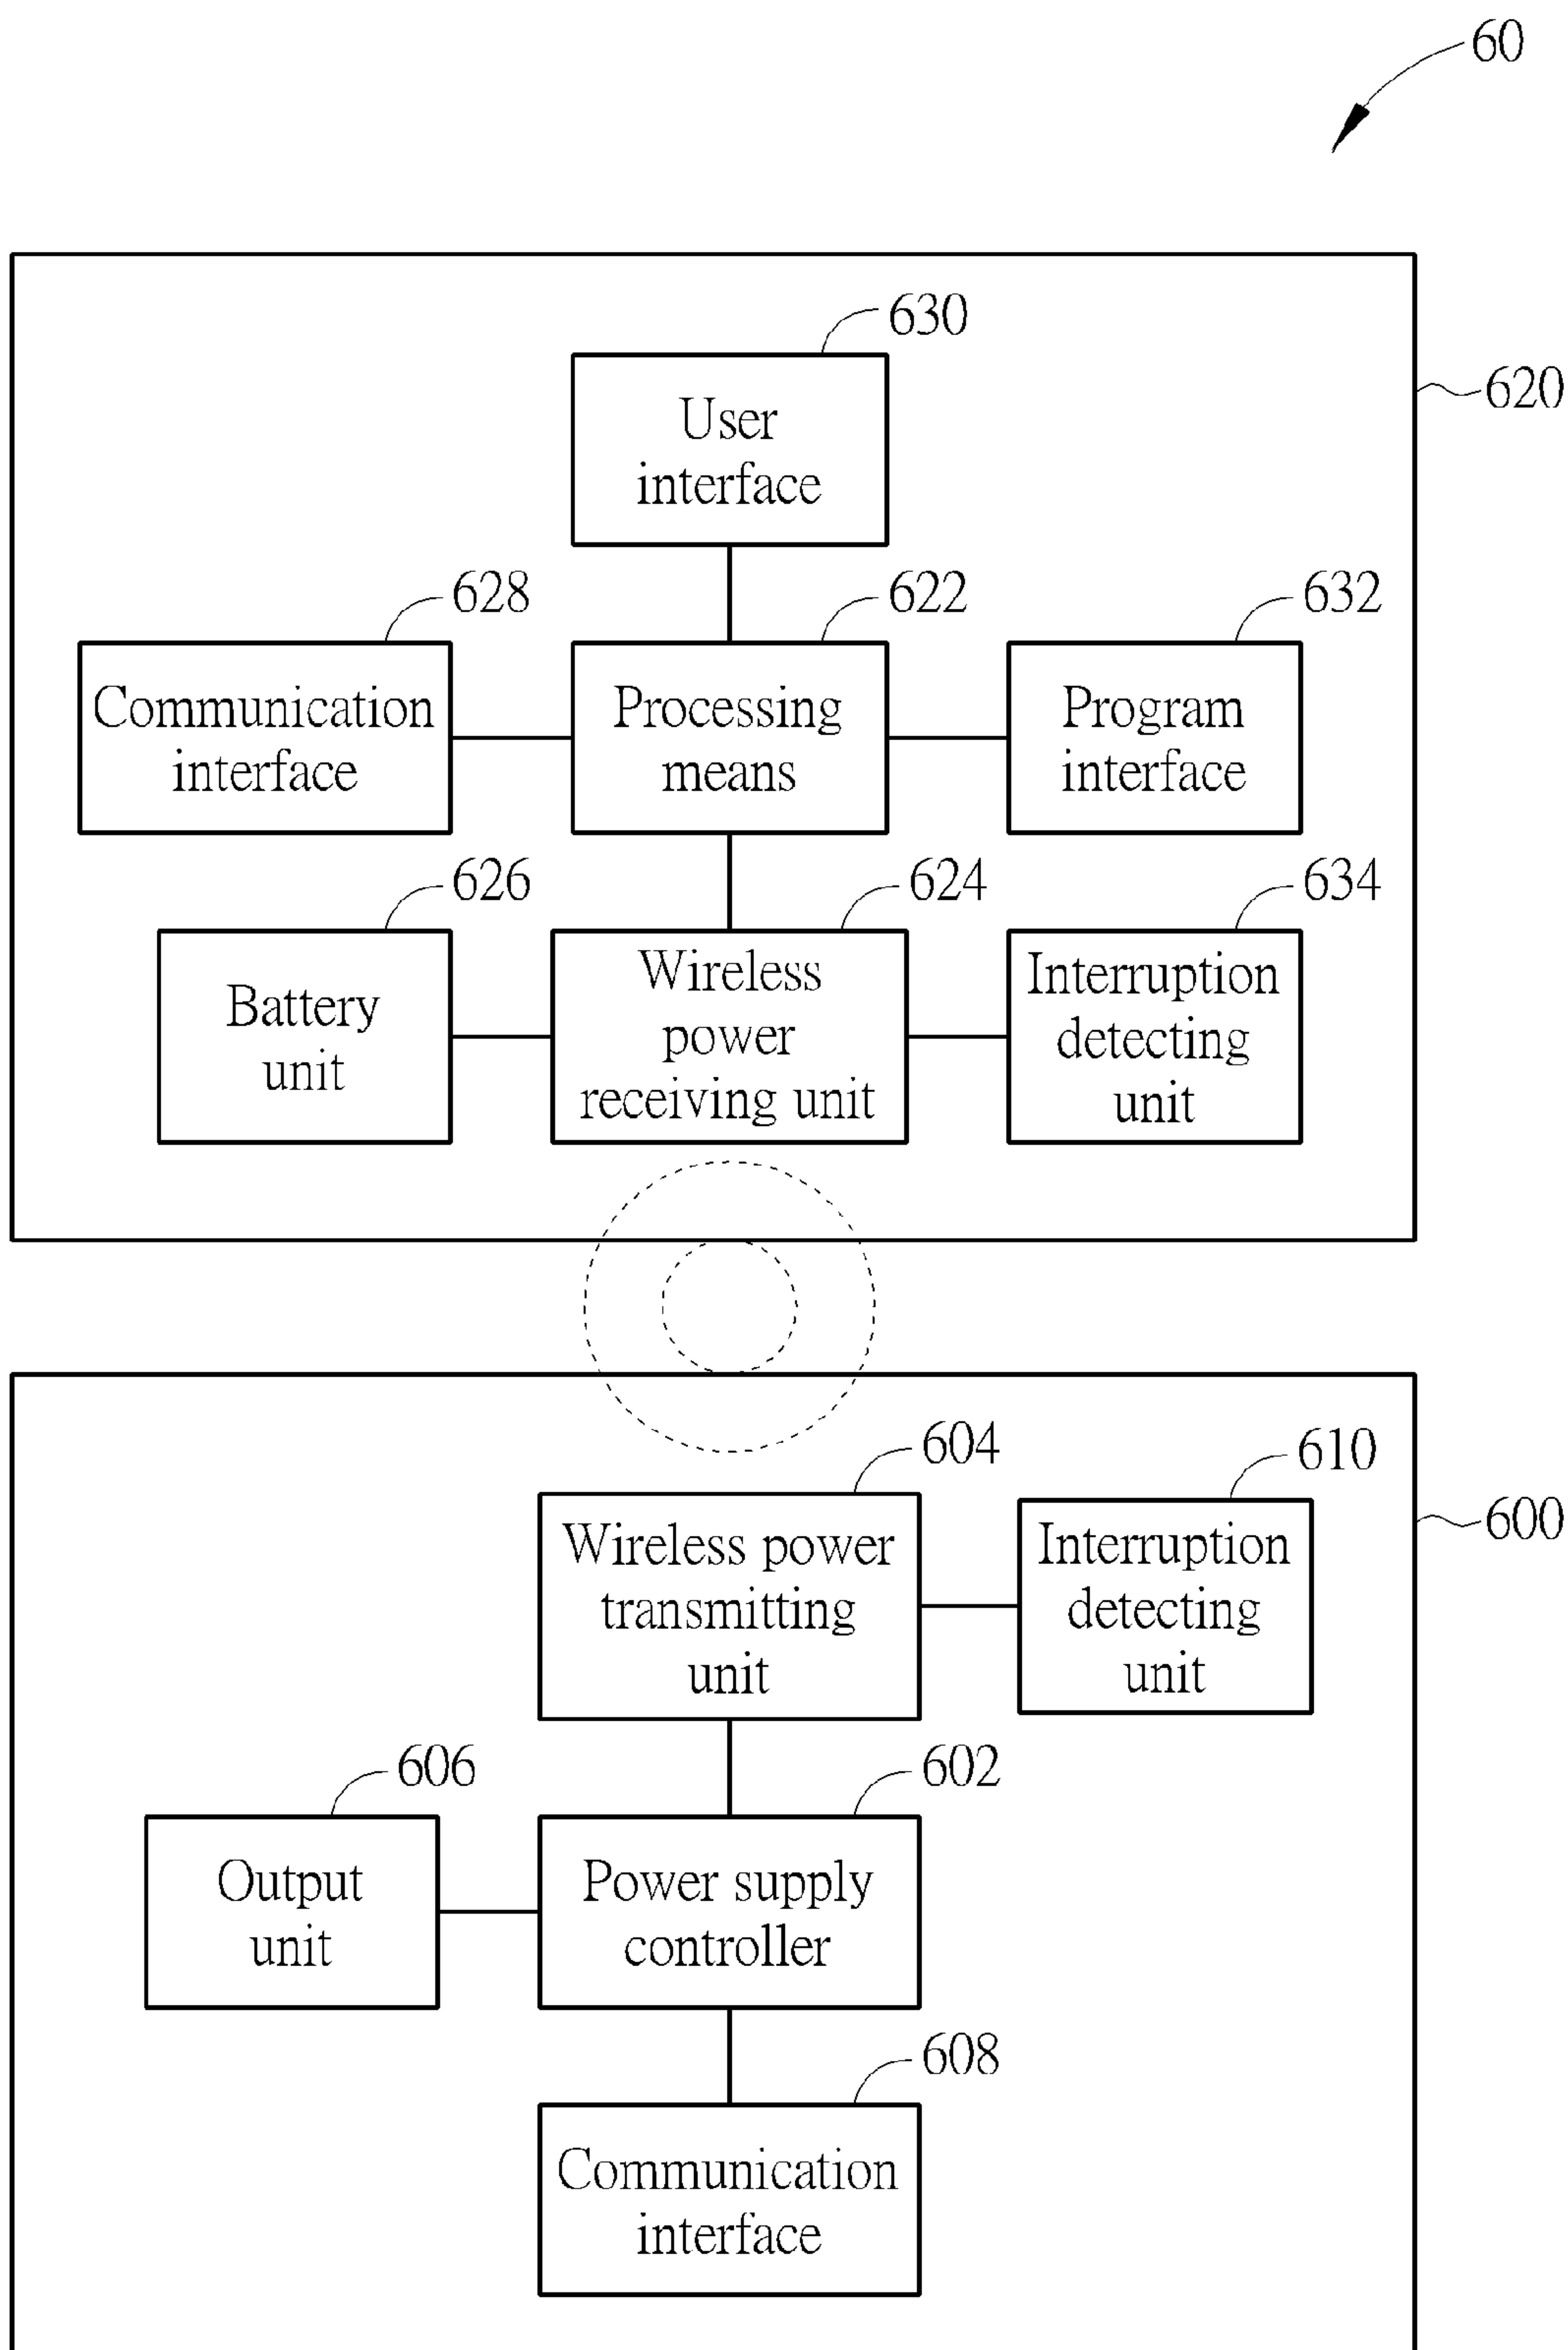 60
620
630
User
interface
628
622
632
Communication
interface
Processing
means
Program
interface
626
624
634
Battery
unit
Wireless
power
receiving unit
Interruption
detecting
unit
604
610
600
Wireless power
transmitting
unit
Interruption
detecting
unit
606
602
Output
unit
Power supply
controller
608
Communication
interface